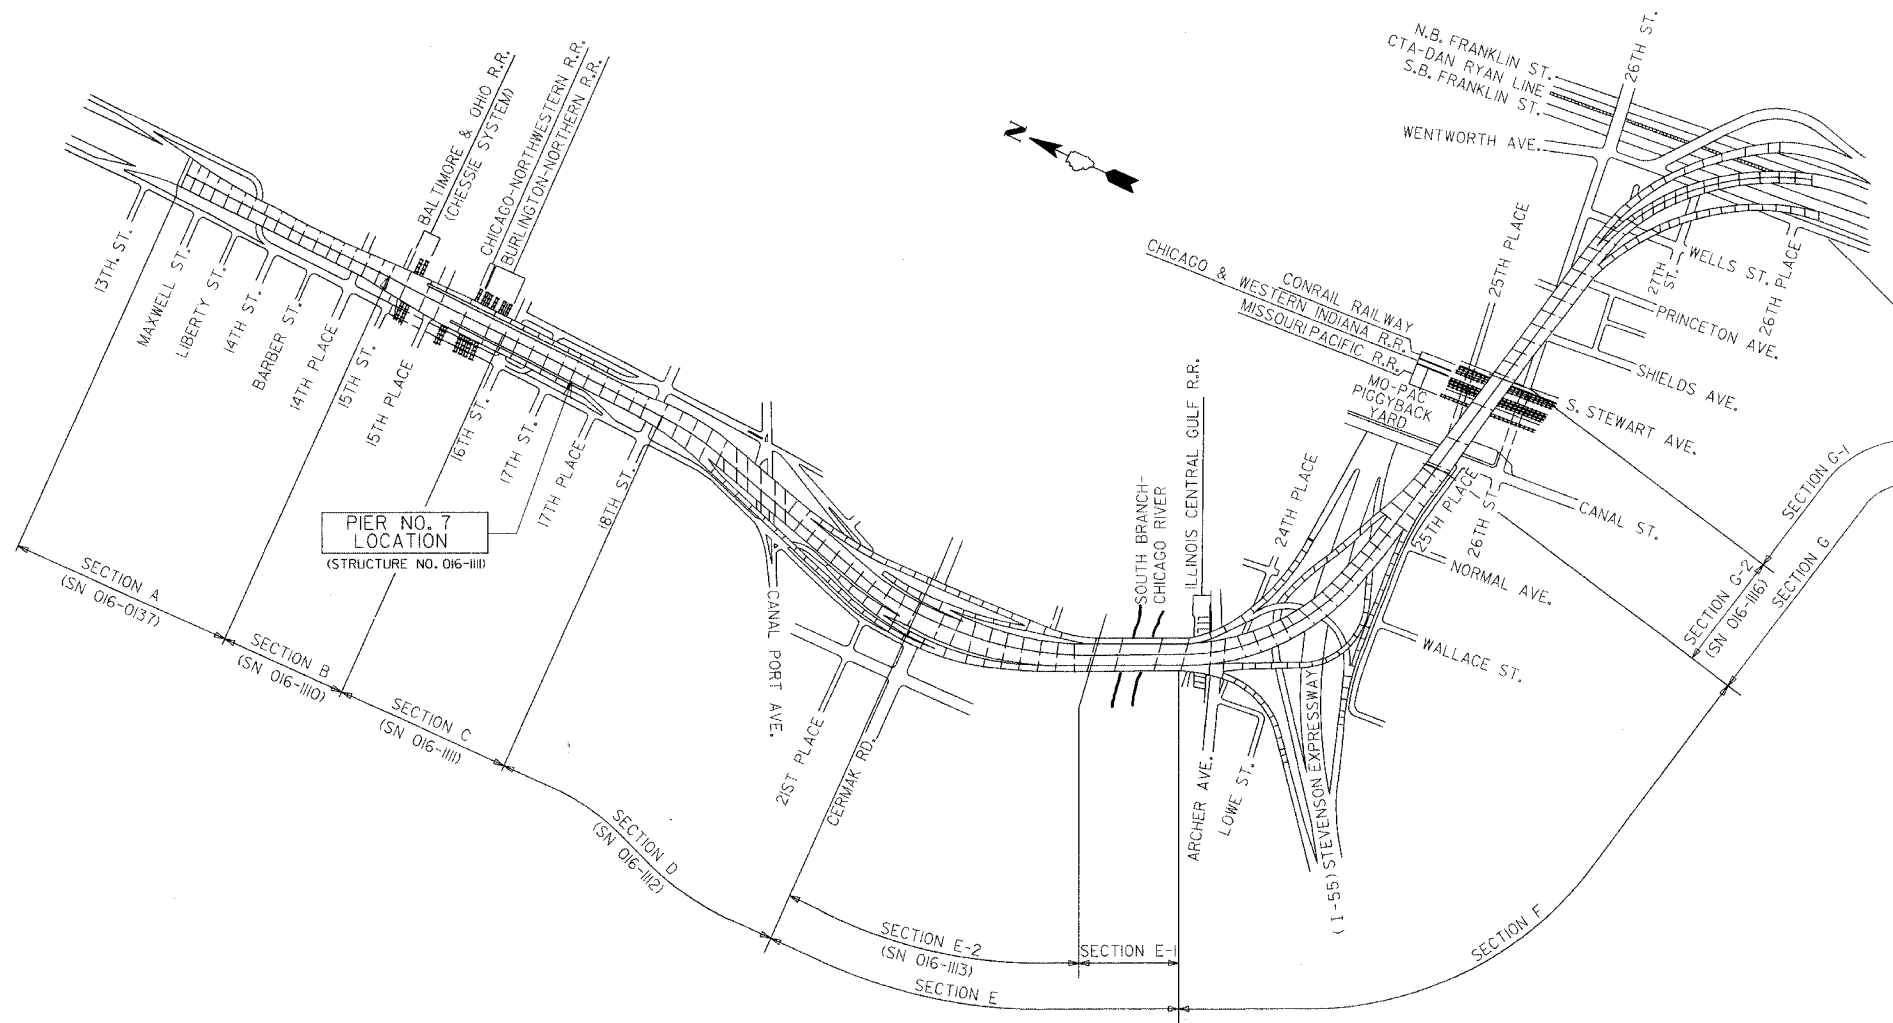 N.B. FRANKLIN ST.
CTA-DAN RYAN LINE
S.B. FRANKLIN ST.
26TH ST.
WENTWORTH AVE.
BALTIMORE & OHIO R.R.
(CHESSIE SYSTEM)
CHICAGO-NORTHWESTERN R.R.
BURLINGTON-NORTHERN R.R.
N
13TH. ST.
MAXWELL ST.
LIBERTY ST.
14TH ST.
BARBER ST.
14TH PLACE
15TH ST.
15TH PLACE
16TH ST.
17TH ST.
17TH PLACE
18TH ST.
PIER NO. 7
LOCATION
(STRUCTURE NO. 016-1111)
CHICAGO &
WESTERN INDIANA R.R.
CONRAIL RAILWAY
MISSOURI PACIFIC R.R.
MO-PAC
PIGGYBACK
YARD
25TH PLACE
27TH
ST.
WELLS ST.
26TH PLACE
PRINCETON AVE.
SHIELDS AVE.
S. STEWART AVE.
CANAL ST.
25TH PLACE
26TH ST.
NORMAL AVE.
WALLACE ST.
24TH PLACE
ILLINOIS CENTRAL GULF R.R.
SOUTH BRANCH-
CHICAGO RIVER
CANAL PORT AVE.
21ST PLACE
CERMAK RD.
ARCHER AVE.
LOWE ST.
(I-55) STEVENSON EXPRESSWAY
SECTION A
(SN 016-0137)
SECTION B
(SN 016-1110)
SECTION C
(SN 016-1111)
SECTION D
(SN 016-1112)
SECTION E-2
(SN 016-1113)
SECTION E-1
SECTION E
SECTION F
SECTION G-2
(SN 016-1116)
SECTION G
SECTION G-1